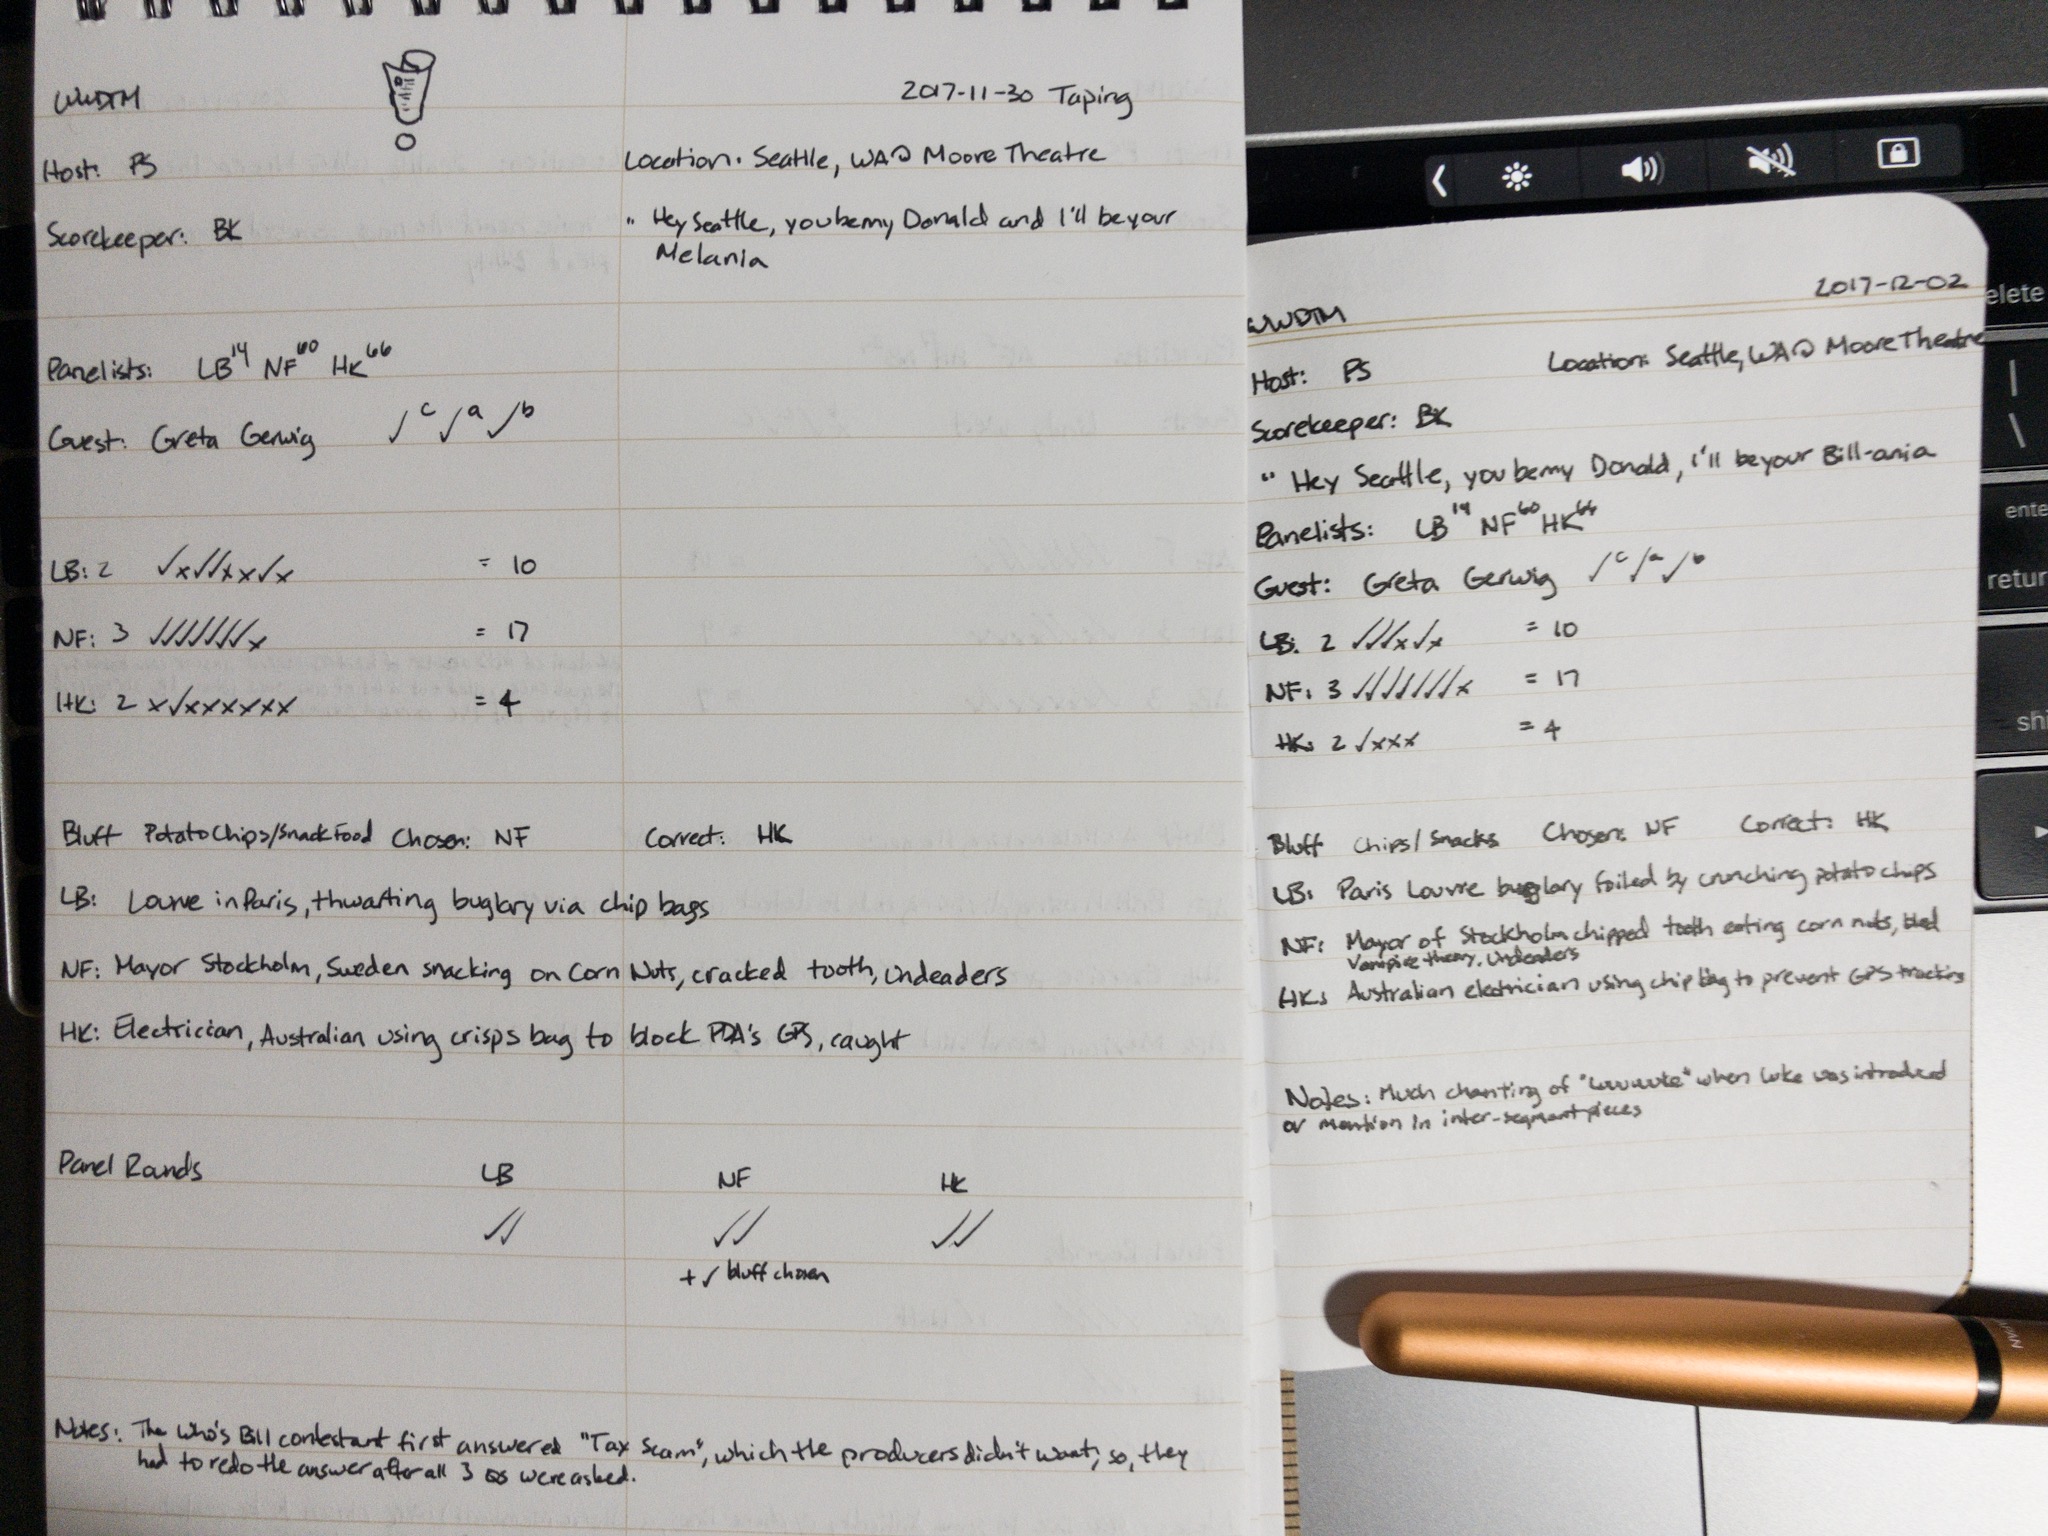 WWDTM
2017-11-30 Taping
Host: PS
Location: Seattle, WA @ Moore Theatre
Scorekeeper: BK
" Hey Seattle, you be my Donald and I'll be your
Melania
Panelists: LB 14 NF 60 HK 66
Guest: Greta Gerwig ✓ c ✓ a ✓ b
LB: 2 ✓x✓✓xx✓x = 10
NF: 3 ✓✓✓✓✓✓✓x = 17
HK: 2 x✓xxxxxx = 4
Bluff Potato Chips/Snack Food Chosen: NF Correct: HK
LB: Louvre in Paris, thwarting buglary via chip bags
NF: Mayor Stockholm, Sweden snacking on Corn Nuts, cracked tooth, Undeaders
HK: Electrician, Australian using crisps bag to block PDA's GPS, caught
Panel Rounds LB NF HK
✓✓ ✓✓ ✓✓
+ ✓ bluff chosen
Notes: The Who's Bill contestant first answered "Tax Scam", which the producers didn't want, so, they
had to redo the answer after all 3 Qs were asked.
2017-12-02
WWDTM
Host: PS Location: Seattle, WA @ Moore Theatre
Scorekeeper: BK
" Hey Seattle, you be my Donald, I'll be your Bill-ania
Panelists: LB 14 NF 60 HK 66
Guest: Greta Gerwig ✓ c ✓ a ✓ b
LB: 2 ✓✓✓x✓x = 10
NF: 3 ✓✓✓✓✓✓✓x = 17
HK: 2 ✓xxx = 4
Bluff Chips/Snacks Chosen: NF Correct: HK
LB: Paris Louvre buglary foiled by crunching potato chips
NF: Mayor of Stockholm chipped tooth eating corn nuts, bled
Vampire theory, Undeaders
HK: Australian electrician using chip bag to prevent GPS tracking
Notes: Much chanting of when Luke was introduced
or mention in inter-segment pieces
elete
|
\
ente
return
shi